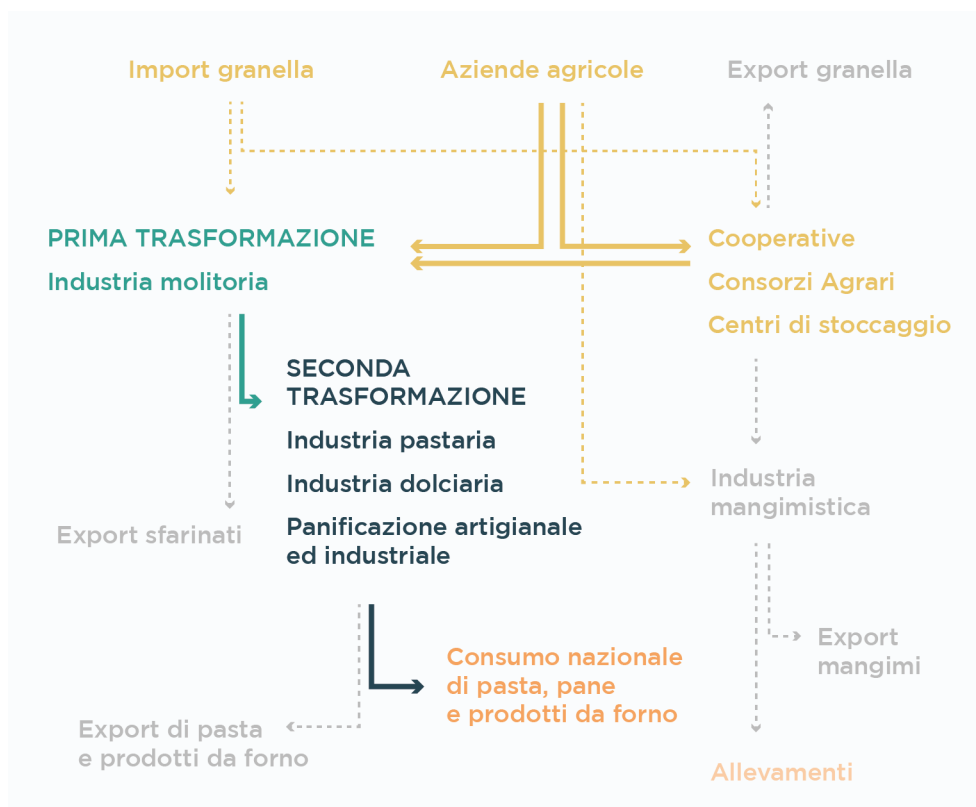 Import granella
Aziende agricole
Export granella
PRIMA TRASFORMAZIONE
Industria molitoria
Cooperative
Consorzi Agrari
Centri di stoccaggio
SECONDA
TRASFORMAZIONE
Industria pastaria
Industria dolciaria
Panificazione artigianale
ed industriale
Industria
mangimistica
Export sfarinati
Export
mangimi
Consumo nazionale
di pasta, pane
e prodotti da forno
Export di pasta
e prodotti da forno
Allevamenti